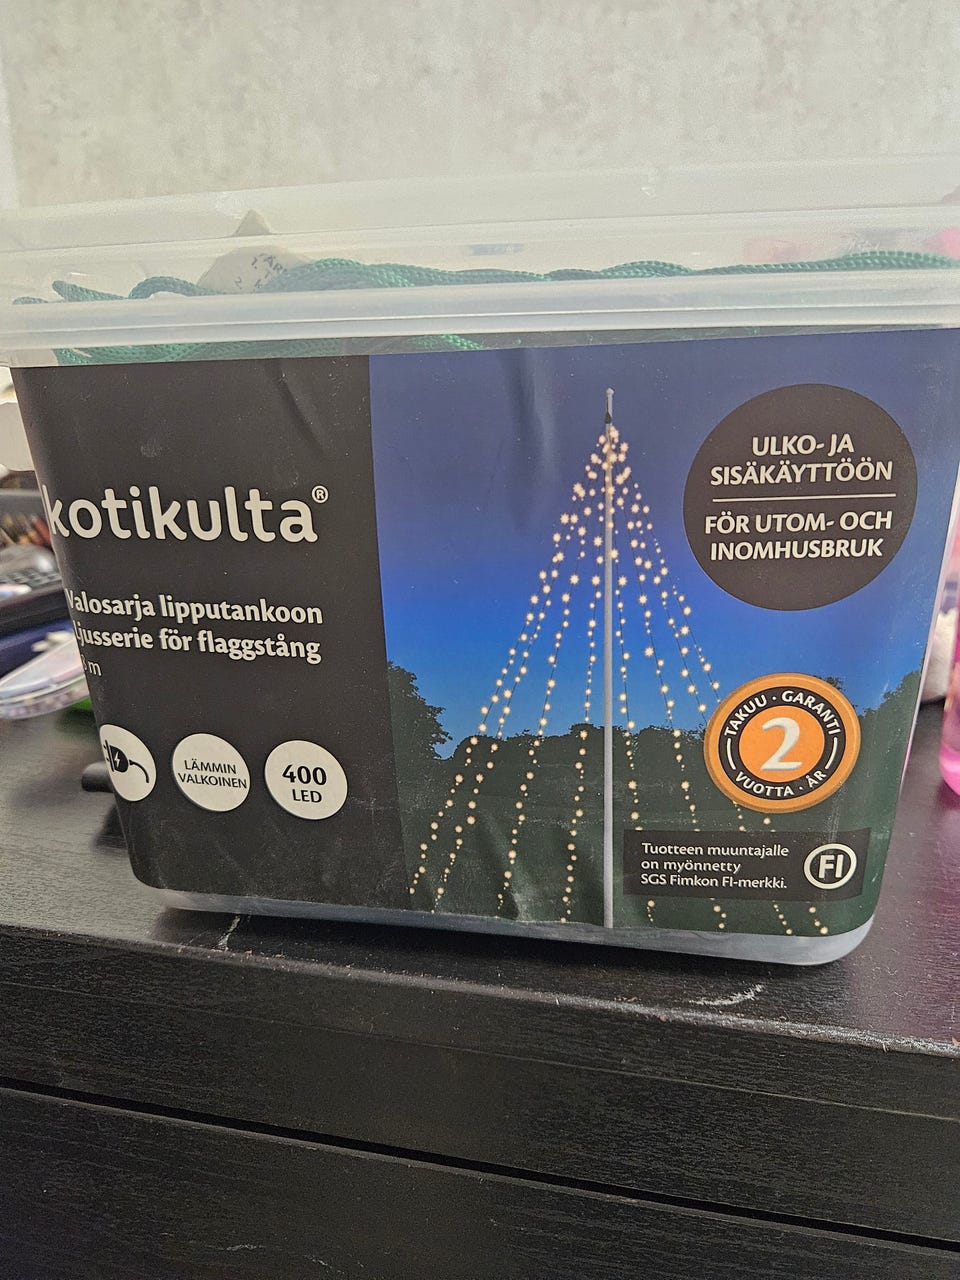 kotikulta®
Valosarja lipputankoon
Ljusserie för flaggstång
m
LÄMMIN
VALKOINEN
400
LED
ULKO- JA
SISÄKÄYTTÖÖN
FÖR UTOM- OCH
INOMHUSBRUK
TAKUU · GARANTI
2
VUOTTA · ÅR
Tuotteen muuntajalle
on myönnetty
SGS Fimkon FI-merkki.
FI